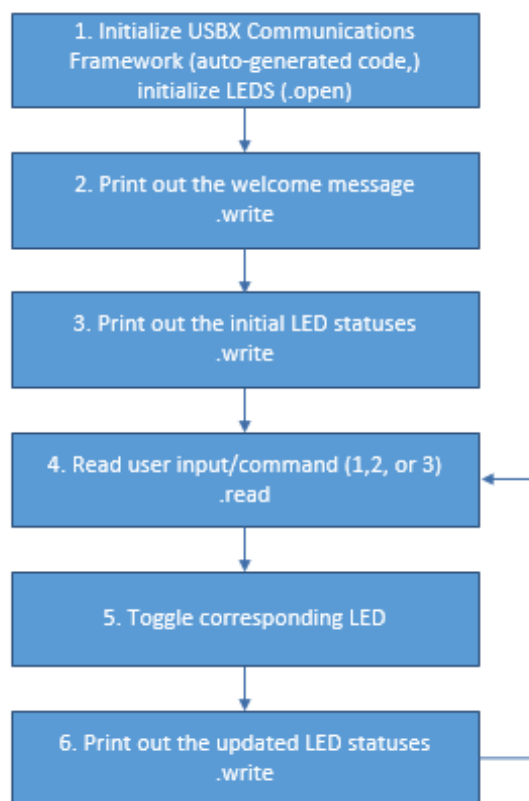 1. Initialize USBX Communications
Framework (auto-generated code,)
initialize LEDS (.open)
2. Print out the welcome message
.write
3. Print out the initial LED statuses
.write
4. Read user input/command (1,2, or 3)
.read
5. Toggle corresponding LED
6. Print out the updated LED statuses
.write